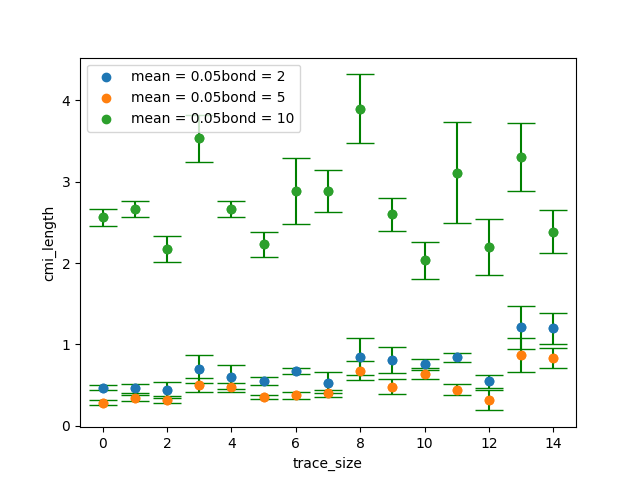 mean = 0.05bond = 2
mean = 0.05bond = 5
mean = 0.05bond = 10
4
3
2
1
0
cmi_length
0 2 4 6 8 10 12 14
trace_size